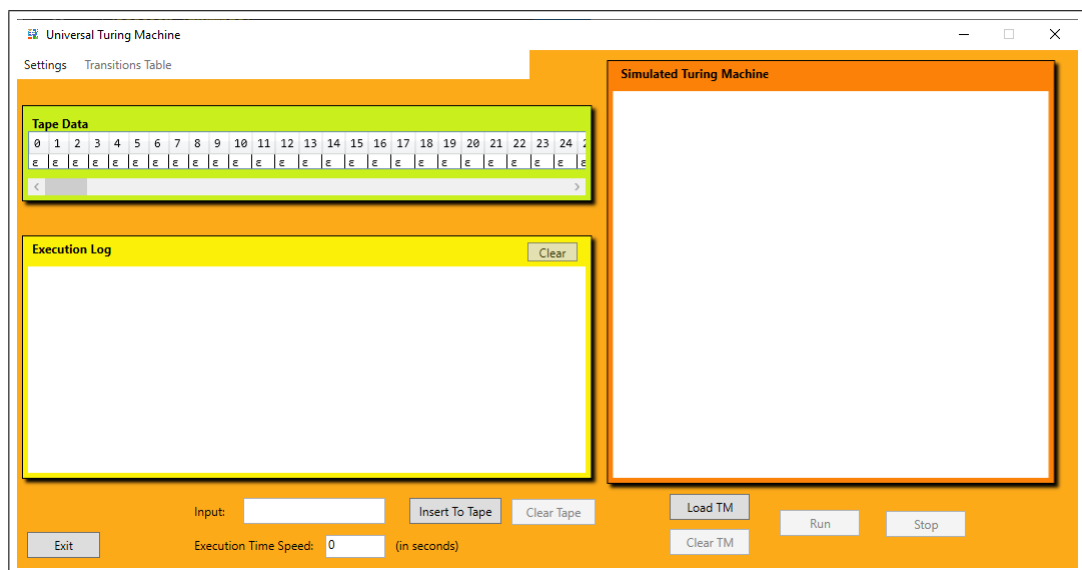 Universal Turing Machine
Settings Transitions Table
Simulated Turing Machine
Tape Data
0 1 2 3 4 5 6 7 8 9 10 11 12 13 14 15 16 17 18 19 20 21 22 23 24
ε ε ε ε ε ε ε ε ε ε ε ε ε ε ε ε ε ε ε ε ε ε ε ε ε ε
Execution Log Clear
Input: Insert To Tape Clear Tape Load TM
Run Stop
Exit Execution Time Speed: 0 (in seconds) Clear TM